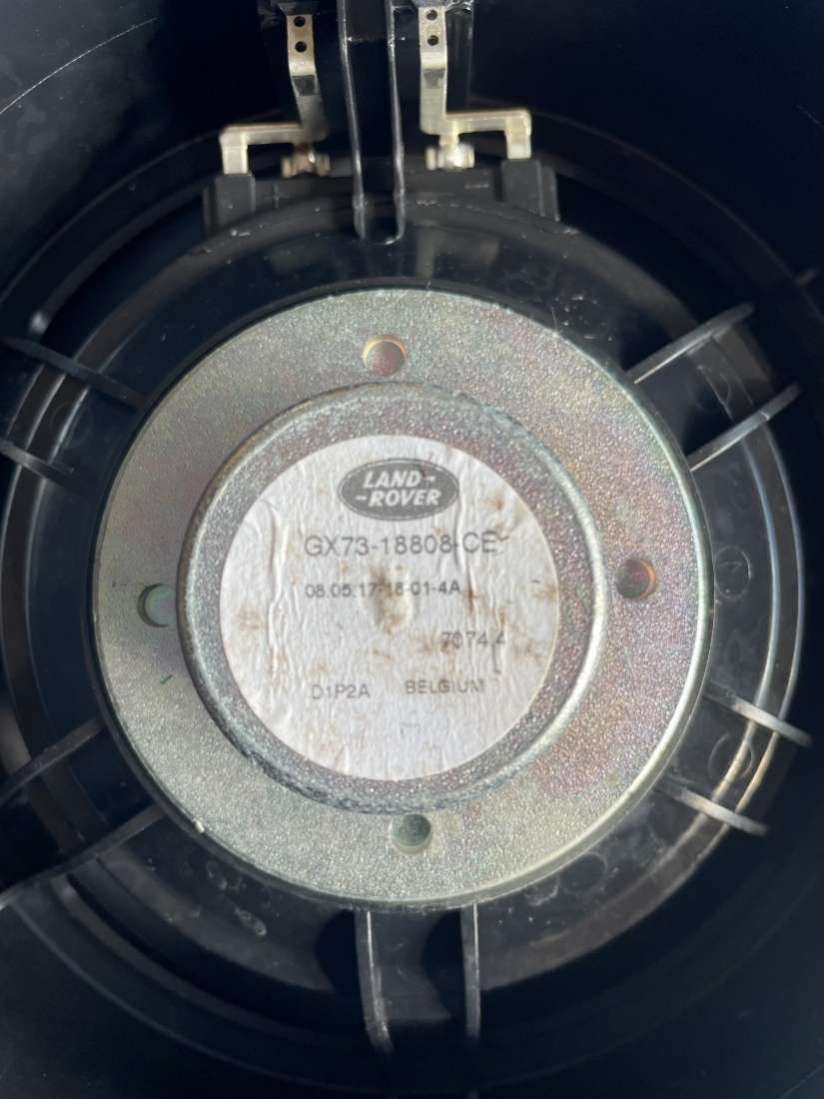 LAND-
-ROVER
GX73-18808-CE
08.05.17-18-01-4A
7074.4
D1P2A BELGIUM